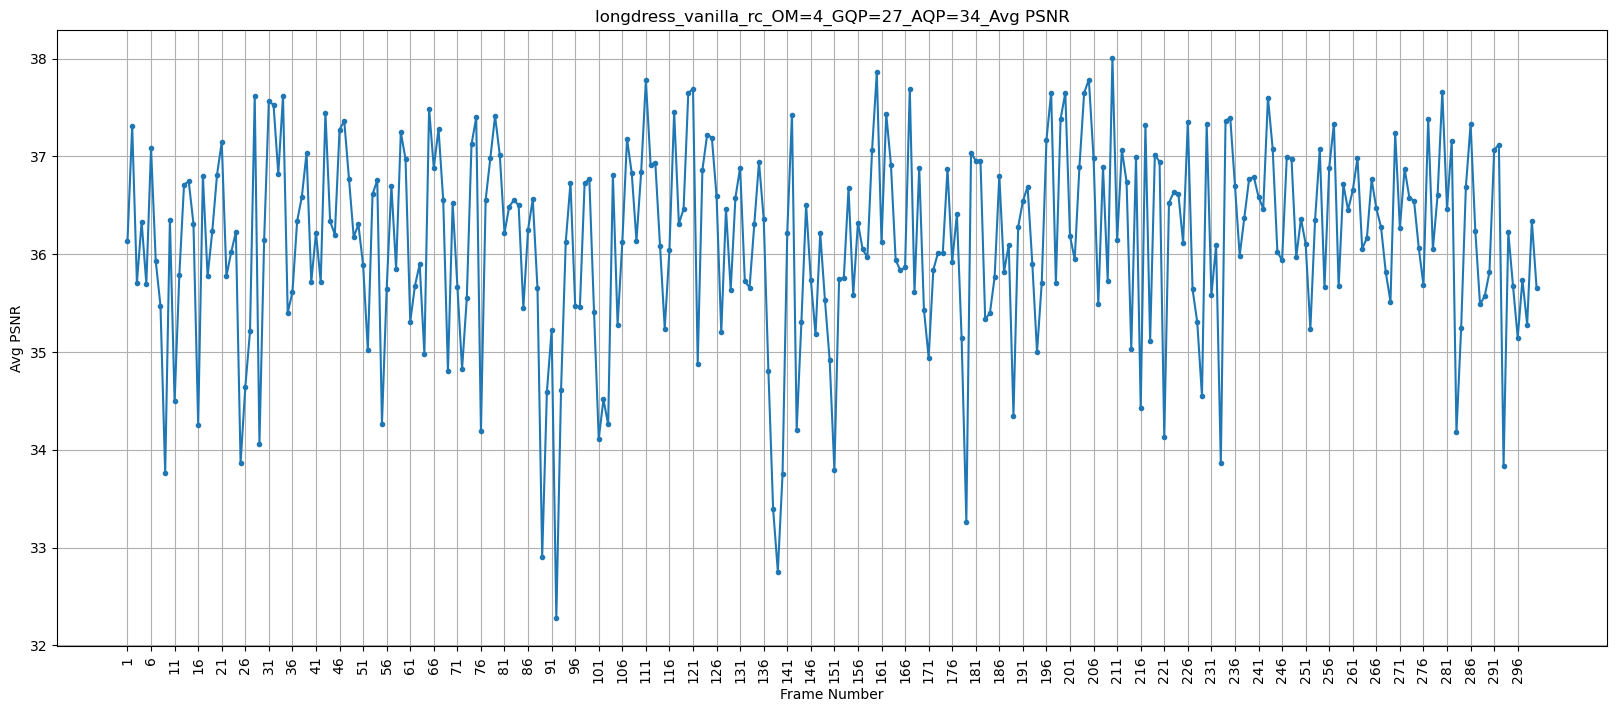 longdress_vanilla_rc_OM=4_GQP=27_AQP=34_Avg PSNR
38
37
36
35
34
33
32
Avg PSNR
1 6 11 16 21 26 31 36 41 46 51 56 61 66 71 76 81 86 91 96 101 106 111 116 121 126 131 136 141 146 151 156 161 166 171 176 181 186 191 196 201 206 211 216 221 226 231 236 241 246 251 256 261 266 271 276 281 286 291 296
Frame Number